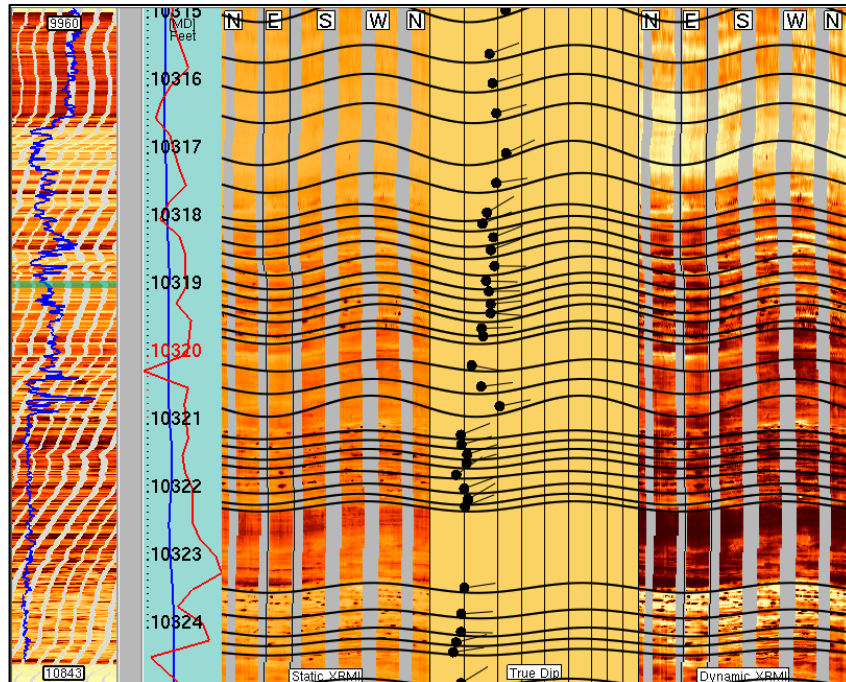 10315
9960
[MD]
Feet
N E S W N
N E S W N
10316
10317
10318
10319
10320
10321
10322
10323
10324
10843
Static XRMI
True Dip
Dynamic XRMI